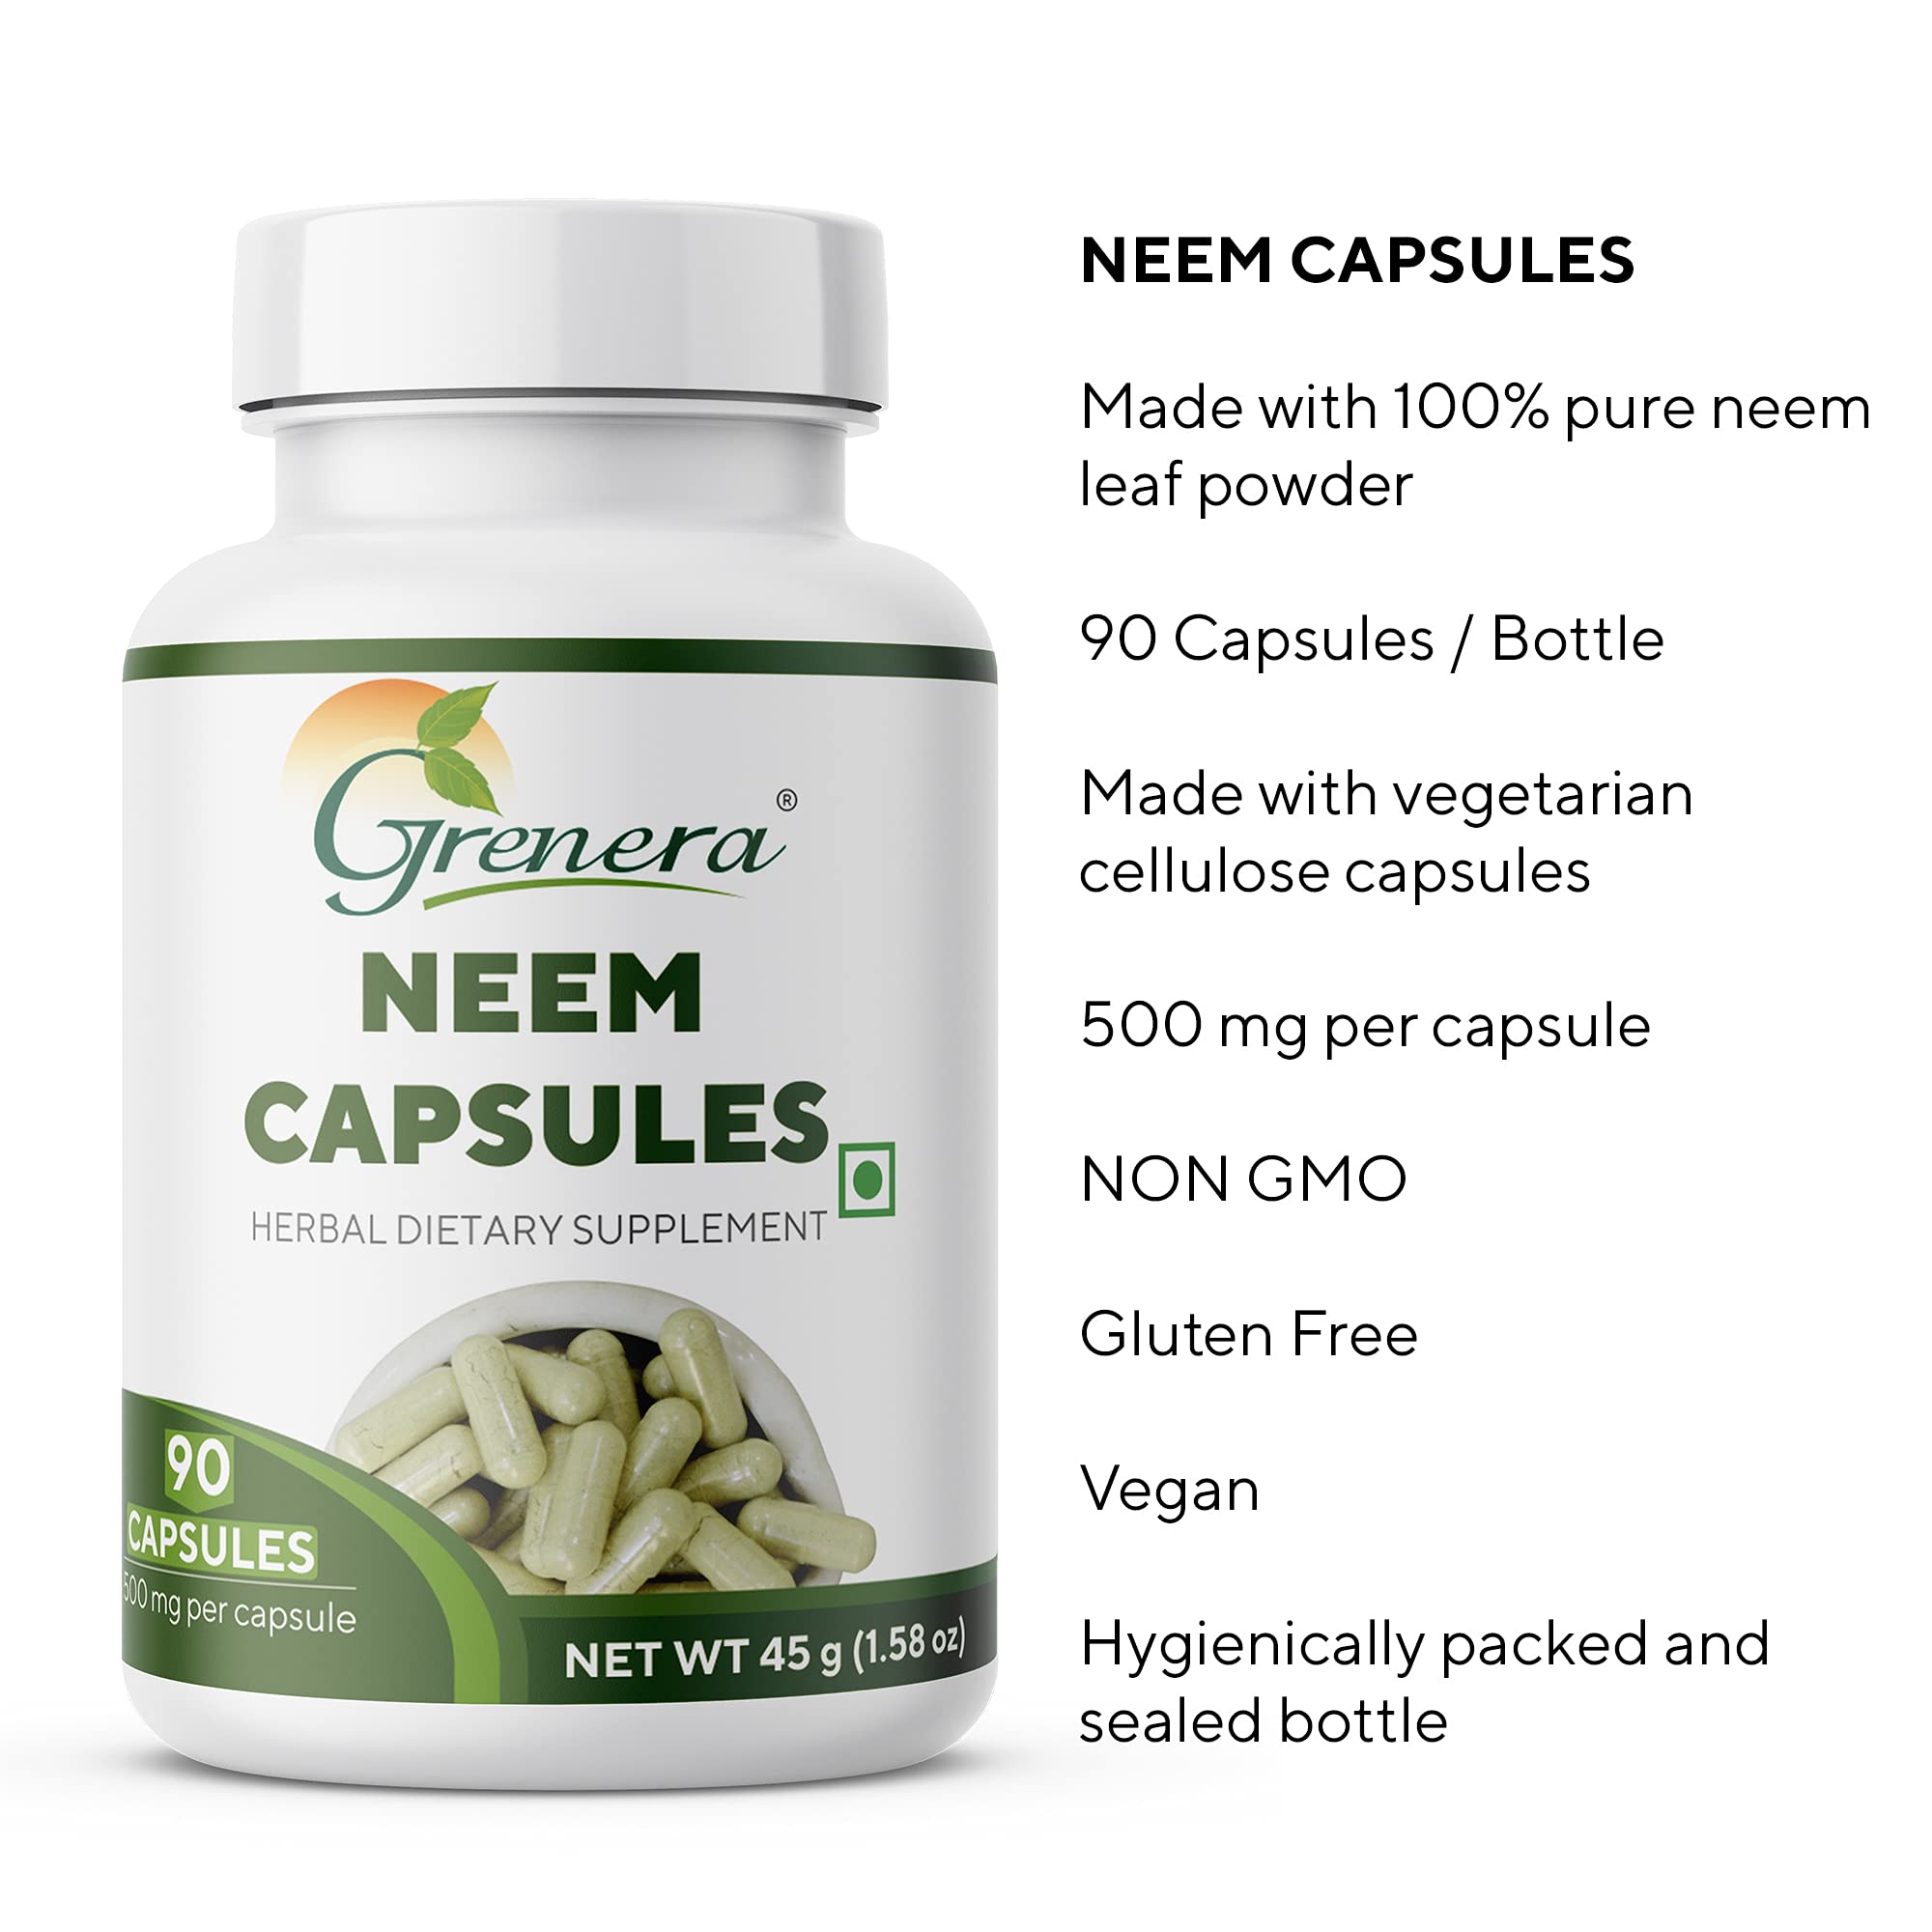 Grenera®
NEEM
CAPSULES
HERBAL DIETARY SUPPLEMENT
90
CAPSULES
500 mg per capsule
NET WT 45 g (1.58 oz)
NEEM CAPSULES
Made with 100% pure neem
leaf powder
90 Capsules / Bottle
Made with vegetarian
cellulose capsules
500 mg per capsule
NON GMO
Gluten Free
Vegan
Hygienically packed and
sealed bottle